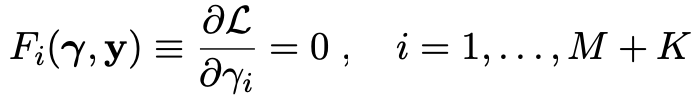 $F_i(\boldsymbol{\gamma}, \mathbf{y}) \equiv \frac{\partial \mathcal{L}}{\partial \gamma_i} = 0 \; , \quad i = 1, \ldots, M + K$